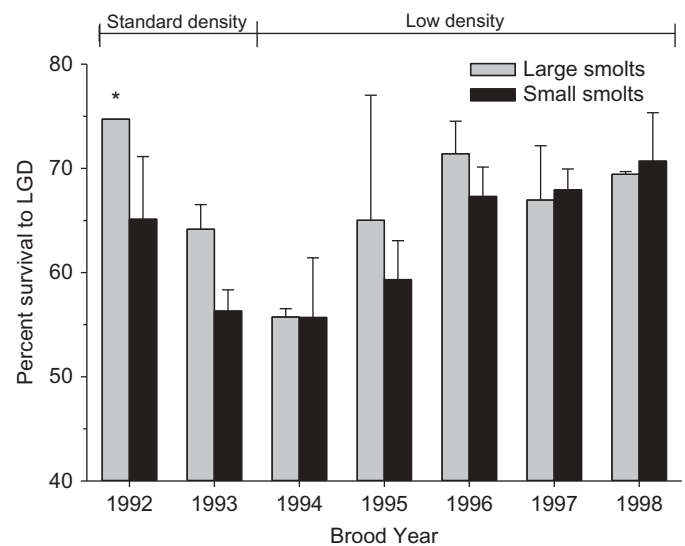 Standard density Low density
80
Large smolts
*
Small smolts
70
60
50
40
Percent survival to LGD
1992 1993 1994 1995 1996 1997 1998
Brood Year